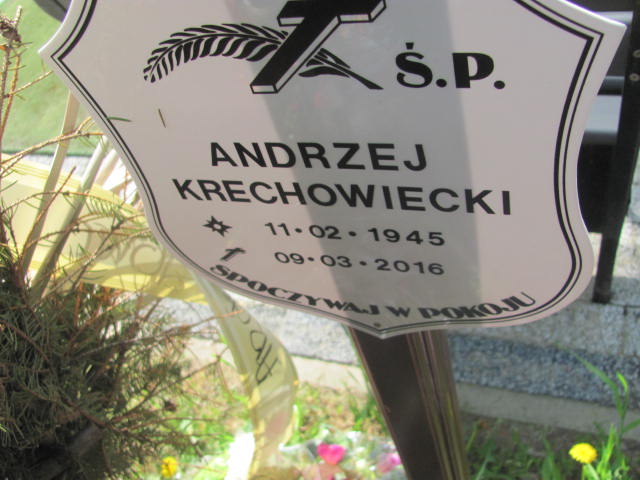 Ś.P.
ANDRZEJ
KRECHOWIECKI
11·02·1945
09·03·2016
SPOCZYWAJ W POKOJU